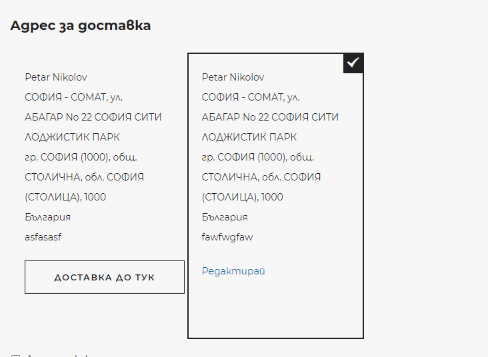 Адрес за доставка
Petar Nikolov
СОФИЯ - СОМАТ, ул.
АБАГАР No 22 СОФИЯ СИТИ
ЛОДЖИСТИК ПАРК
гр. СОФИЯ (1000), общ.
СТОЛИЧНА, обл. СОФИЯ
(СТОЛИЦА), 1000
България
asfasasf
ДОСТАВКА ДО ТУК
Petar Nikolov
СОФИЯ - СОМАТ, ул.
АБАГАР No 22 СОФИЯ СИТИ
ЛОДЖИСТИК ПАРК
гр. СОФИЯ (1000), общ.
СТОЛИЧНА, обл. СОФИЯ
(СТОЛИЦА), 1000
България
fawfwgfaw
Редактирай